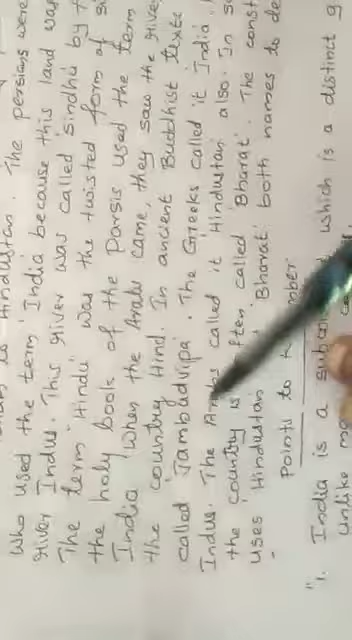 to Hindustan. The persians were
Who used the term India because this land was
river Indus. This river was called Sindhu by
The term Hindu was the twisted form of
the holy book of the Parsis used the term
India when the Arabs came, they saw the river
the country Hind. In ancient Buddhist texts
called Jambudvipa. The Greeks called it India
Indus. The called it Hindustan also. In
the country is often called Bharat. The
uses Hindustan Bharat both names to
Points to
1. India is a which is a distinct
Unlike